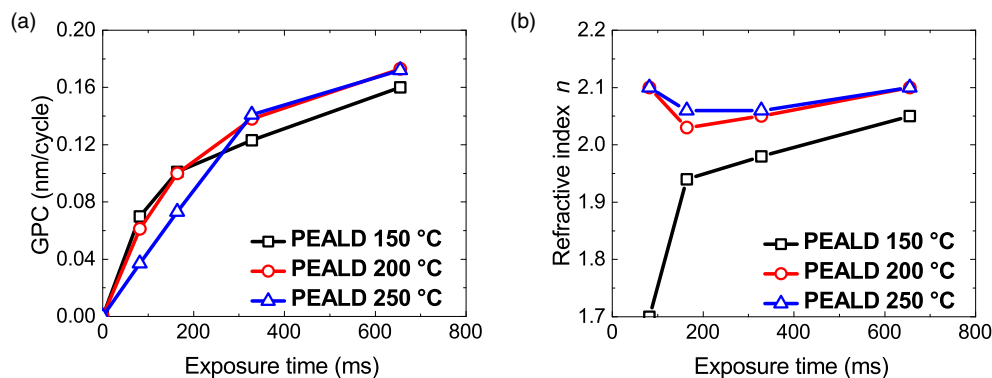 (a)
0.20
0.16
0.12
0.08
0.04
0.00
GPC (nm/cycle)
PEALD 150 °C
PEALD 200 °C
PEALD 250 °C
0 200 400 600 800
Exposure time (ms)
(b)
2.2
2.1
2.0
1.9
1.8
1.7
Refractive index n
PEALD 150 °C
PEALD 200 °C
PEALD 250 °C
0 200 400 600 800
Exposure time (ms)